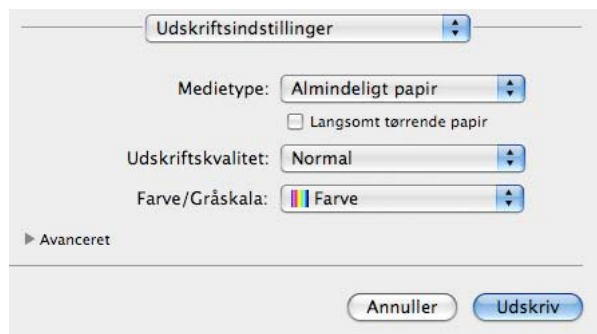 Udskriftsindstillinger
Medietype: Almindeligt papir
Langsomt tørrende papir
Udskriftskvalitet: Normal
Farve/Gråskala: Farve
Avanceret
Annuller Udskriv